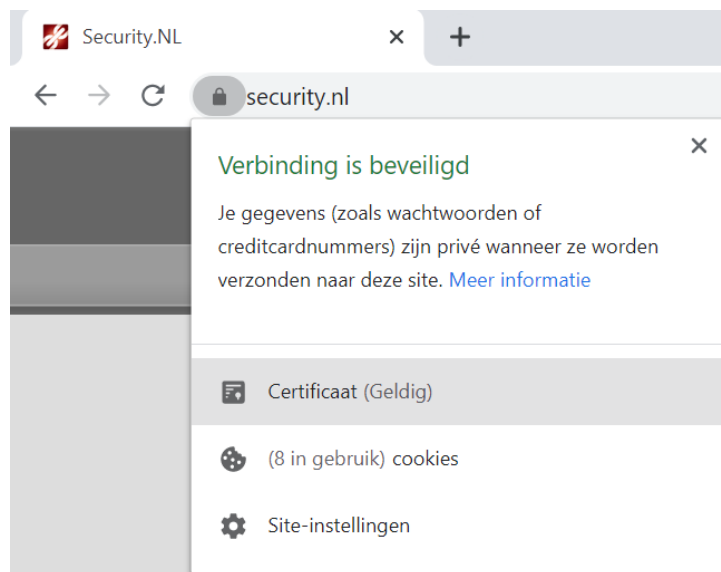 Security.NL
security.nl
Verbinding is beveiligd
Je gegevens (zoals wachtwoorden of
creditcardnummers) zijn privé wanneer ze worden
verzonden naar deze site. Meer informatie
Certificaat (Geldig)
(8 in gebruik) cookies
Site-instellingen